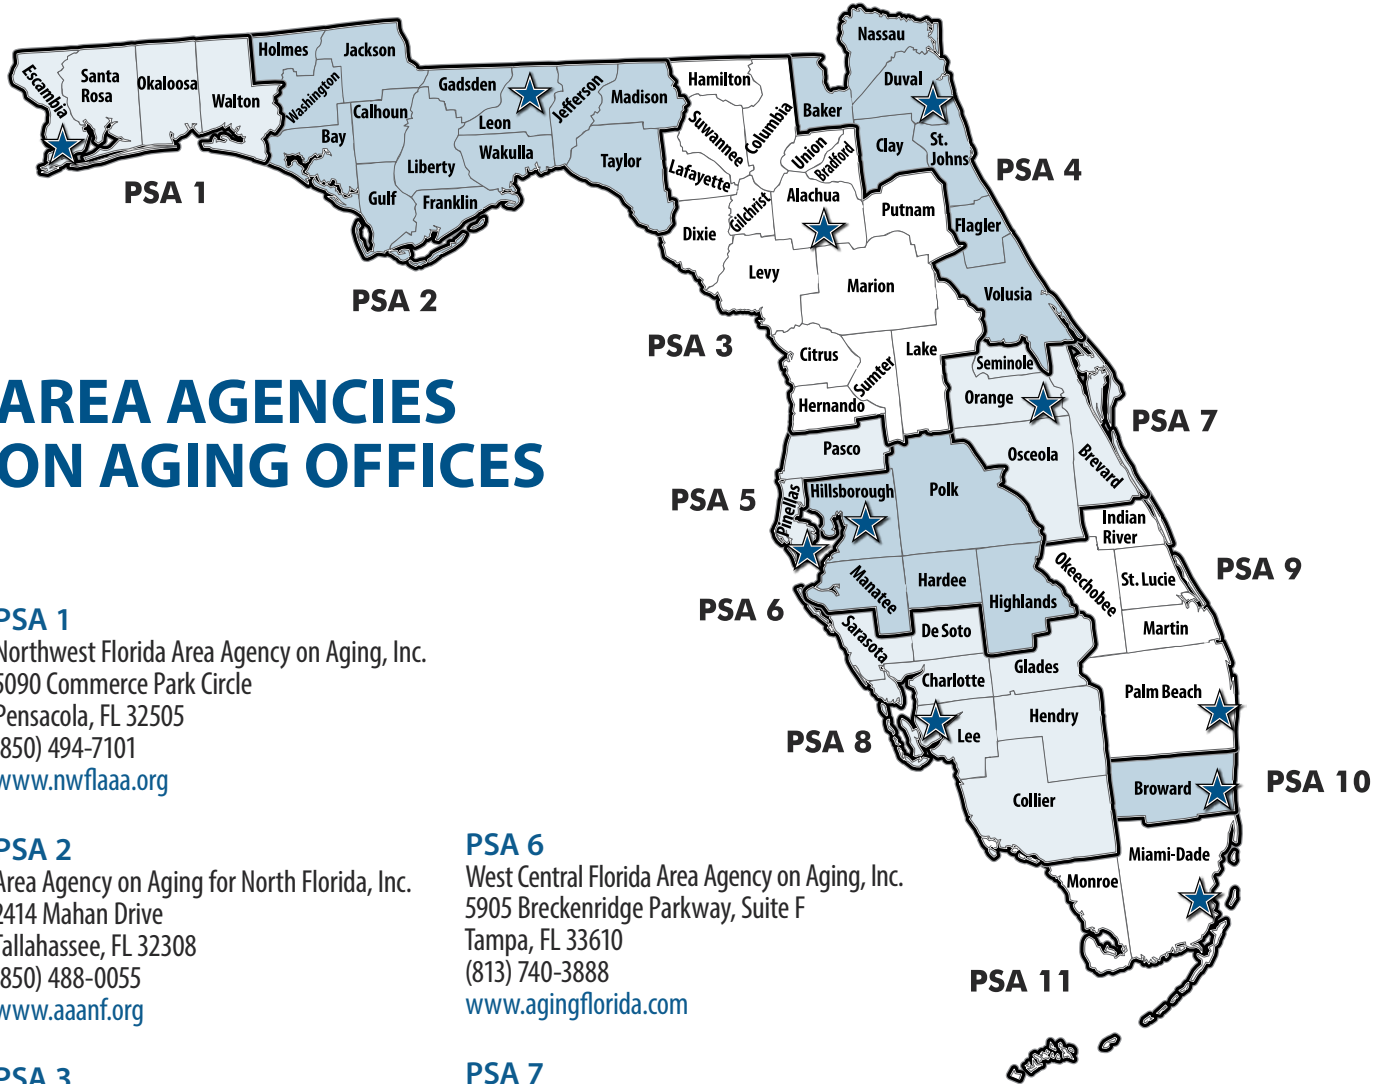 Nassau
Holmes
Jackson
Escambia
Santa
Rosa
Okaloosa
Walton
Washington
Bay
Calhoun
Gulf
Liberty
Franklin
Gadsden
Leon
Wakulla
Jefferson
Madison
Taylor
Hamilton
Suwannee
Columbia
Lafayette
Dixie
Gilchrist
Union
Bradford
Alachua
Levy
Marion
Putnam
Baker
Duval
Clay
St.
Johns
Flagler
Volusia
Citrus
Sumter
Lake
Hernando
Seminole
Orange
Osceola
Brevard
Pasco
Pinellas
Hillsborough
Polk
Manatee
Hardee
Highlands
Indian
River
Okeechobee
St. Lucie
Martin
Palm Beach
Sarasota
De Soto
Charlotte
Glades
Lee
Hendry
Collier
Broward
Miami-Dade
Monroe
PSA 1
PSA 2
PSA 3
PSA 4
PSA 5
PSA 6
PSA 7
PSA 8
PSA 9
PSA 10
PSA 11
AREA AGENCIES
ON AGING OFFICES
PSA 1
Northwest Florida Area Agency on Aging, Inc.
5090 Commerce Park Circle
Pensacola, FL 32505
(850) 494-7101
www.nwflaaa.org
PSA 2
Area Agency on Aging for North Florida, Inc.
2414 Mahan Drive
Tallahassee, FL 32308
(850) 488-0055
www.aaanf.org
PSA 3
PSA 6
West Central Florida Area Agency on Aging, Inc.
5905 Breckenridge Parkway, Suite F
Tampa, FL 33610
(813) 740-3888
www.agingflorida.com
PSA 7